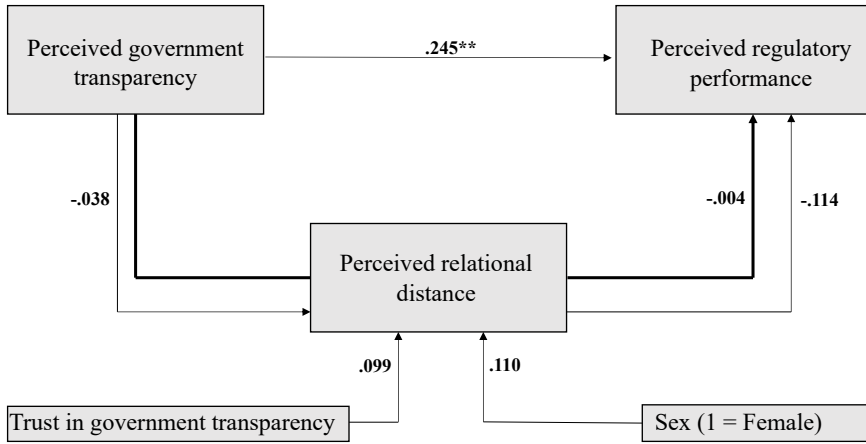 Perceived government
transparency
.245**
Perceived regulatory
performance
-.038
-.004
-.114
Perceived relational
distance
.099
.110
Trust in government transparency
Sex (1 = Female)